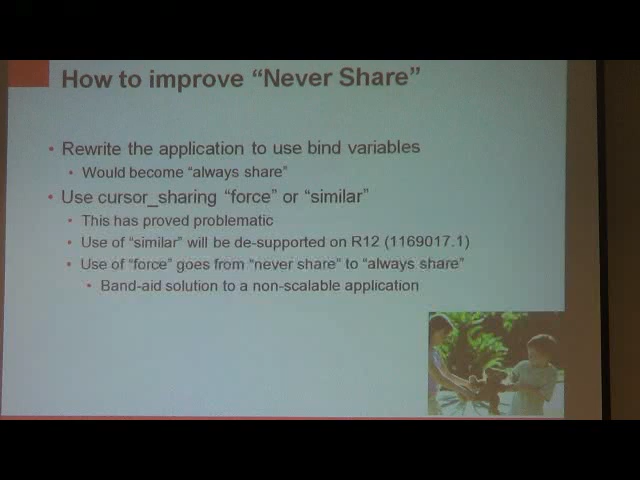 How to improve “Never Share”
• Rewrite the application to use bind variables
• Would become “always share”
• Use cursor_sharing “force” or “similar”
• This has proved problematic
• Use of “similar” will be de-supported on R12 (1169017.1)
• Use of “force” goes from “never share” to “always share”
• Band-aid solution to a non-scalable application